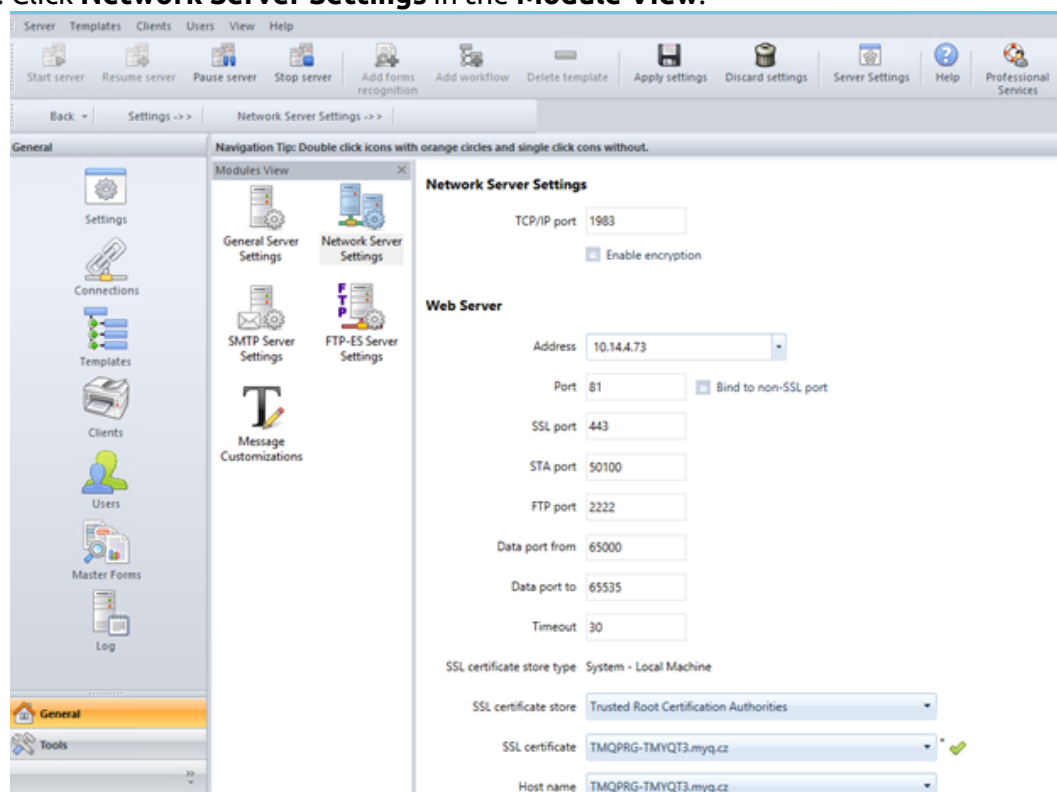 . Click Network Server Settings in the Module View.
Server Templates Clients Users View Help
Start server Resume server Pause server Stop server Add forms recognition Add workflow Delete template Apply settings Discard settings Server Settings Help Professional Services
Back Settings ->> Network Server Settings ->>
General
Navigation Tip: Double click icons with orange circles and single click cons without.
Settings
Connections
Templates
Clients
Users
Master Forms
Log
General
Tools
Modules View
General Server Settings
Network Server Settings
SMTP Server Settings
FTP-ES Server Settings
FTP
Message Customizations
Network Server Settings
TCP/IP port 1983
Enable encryption
Web Server
Address 10.14.4.73
Port 81 Bind to non-SSL port
SSL port 443
STA port 50100
FTP port 2222
Data port from 65000
Data port to 65535
Timeout 30
SSL certificate store type System - Local Machine
SSL certificate store Trusted Root Certification Authorities
SSL certificate TMQPRG-TMYQT3.myq.cz *
Host name TMQPRG-TMYQT3.myq.cz